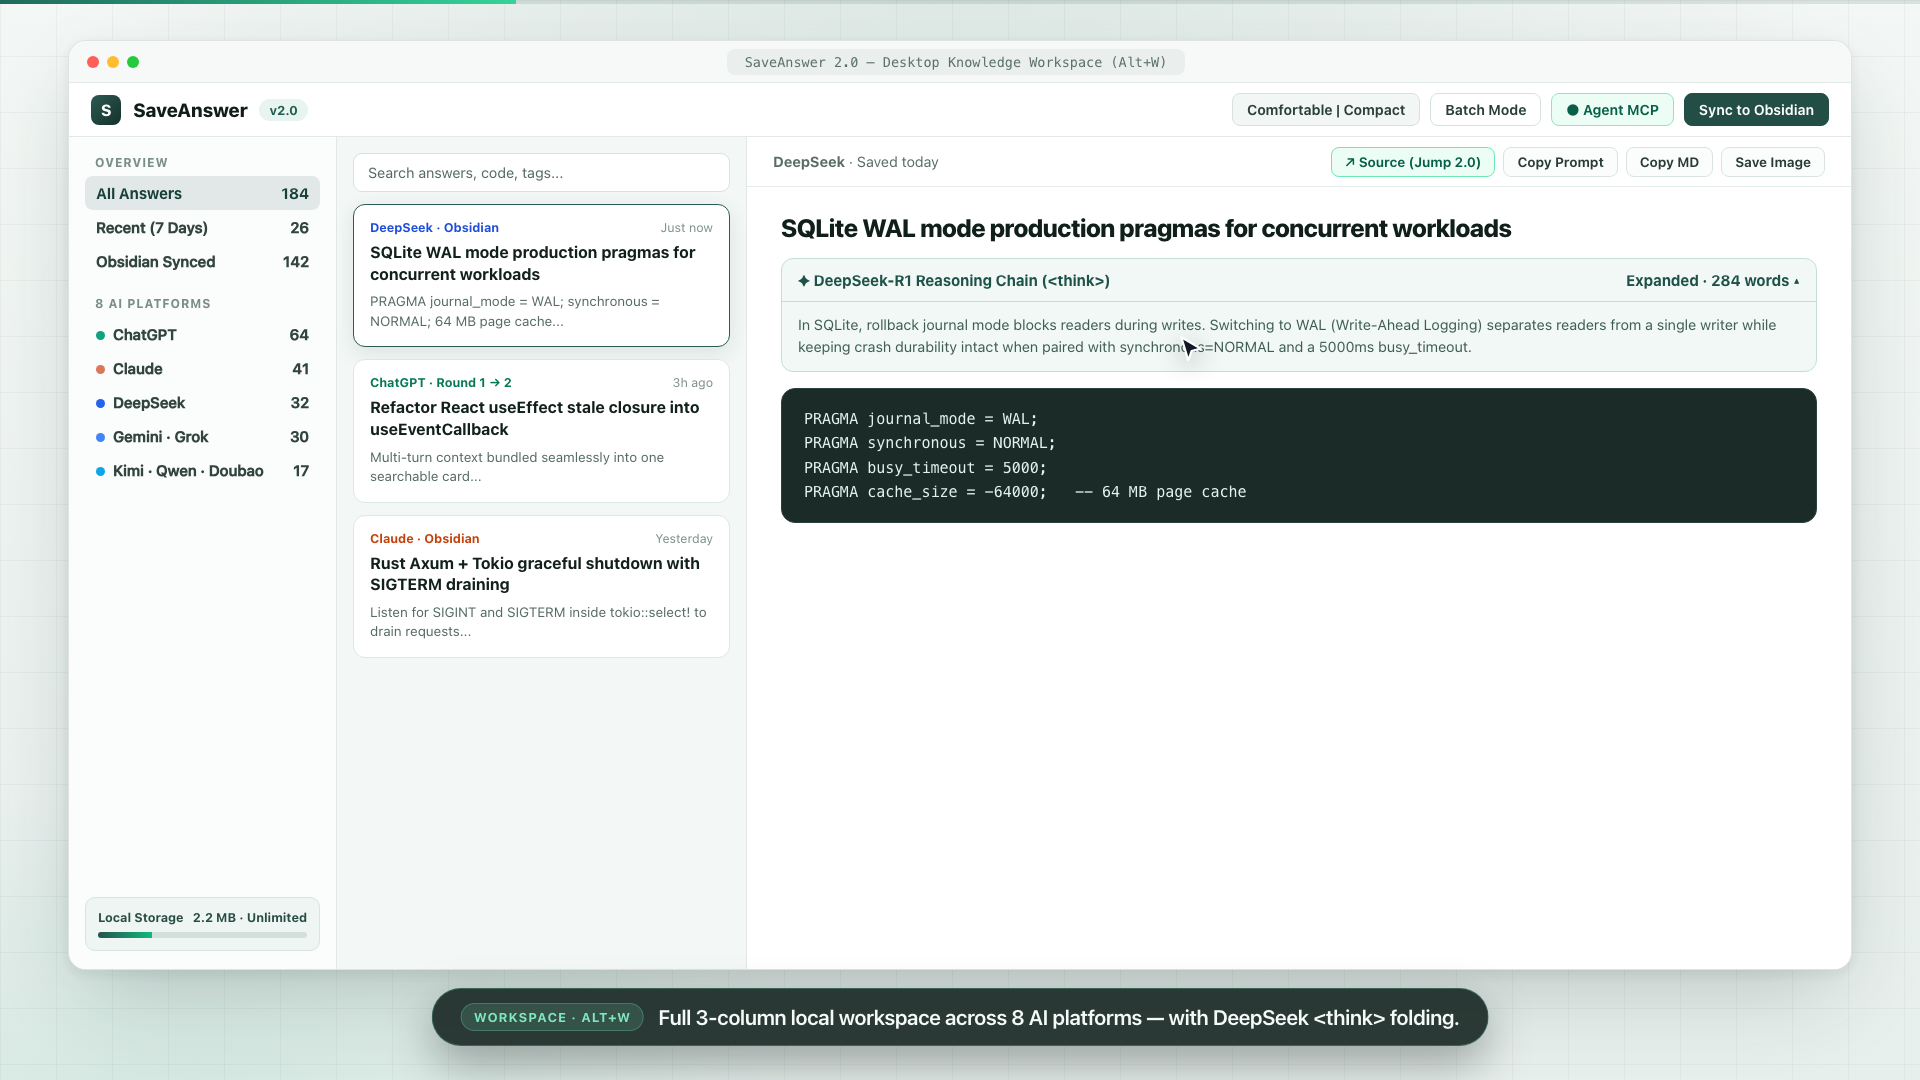 SaveAnswer 2.0 — Desktop Knowledge Workspace (Alt+W)
S SaveAnswer v2.0
Comfortable | Compact Batch Mode ● Agent MCP Sync to Obsidian
OVERVIEW
All Answers 184
Recent (7 Days) 26
Obsidian Synced 142
8 AI PLATFORMS
ChatGPT 64
Claude 41
DeepSeek 32
Gemini · Grok 30
Kimi · Qwen · Doubao 17
Local Storage 2.2 MB · Unlimited
Search answers, code, tags...
DeepSeek · Obsidian Just now
SQLite WAL mode production pragmas for
concurrent workloads
PRAGMA journal_mode = WAL; synchronous =
NORMAL; 64 MB page cache...
ChatGPT · Round 1 → 2 3h ago
Refactor React useEffect stale closure into
useEventCallback
Multi-turn context bundled seamlessly into one
searchable card...
Claude · Obsidian Yesterday
Rust Axum + Tokio graceful shutdown with
SIGTERM draining
Listen for SIGINT and SIGTERM inside tokio::select! to
drain requests...
DeepSeek · Saved today
↗ Source (Jump 2.0) Copy Prompt Copy MD Save Image
SQLite WAL mode production pragmas for concurrent workloads
✦ DeepSeek-R1 Reasoning Chain (<think>) Expanded · 284 words ▴
In SQLite, rollback journal mode blocks readers during writes. Switching to WAL (Write-Ahead Logging) separates readers from a single writer while
keeping crash durability intact when paired with synchronous=NORMAL and a 5000ms busy_timeout.
PRAGMA journal_mode = WAL;
PRAGMA synchronous = NORMAL;
PRAGMA busy_timeout = 5000;
PRAGMA cache_size = -64000;   -- 64 MB page cache
WORKSPACE · ALT+W Full 3-column local workspace across 8 AI platforms — with DeepSeek <think> folding.